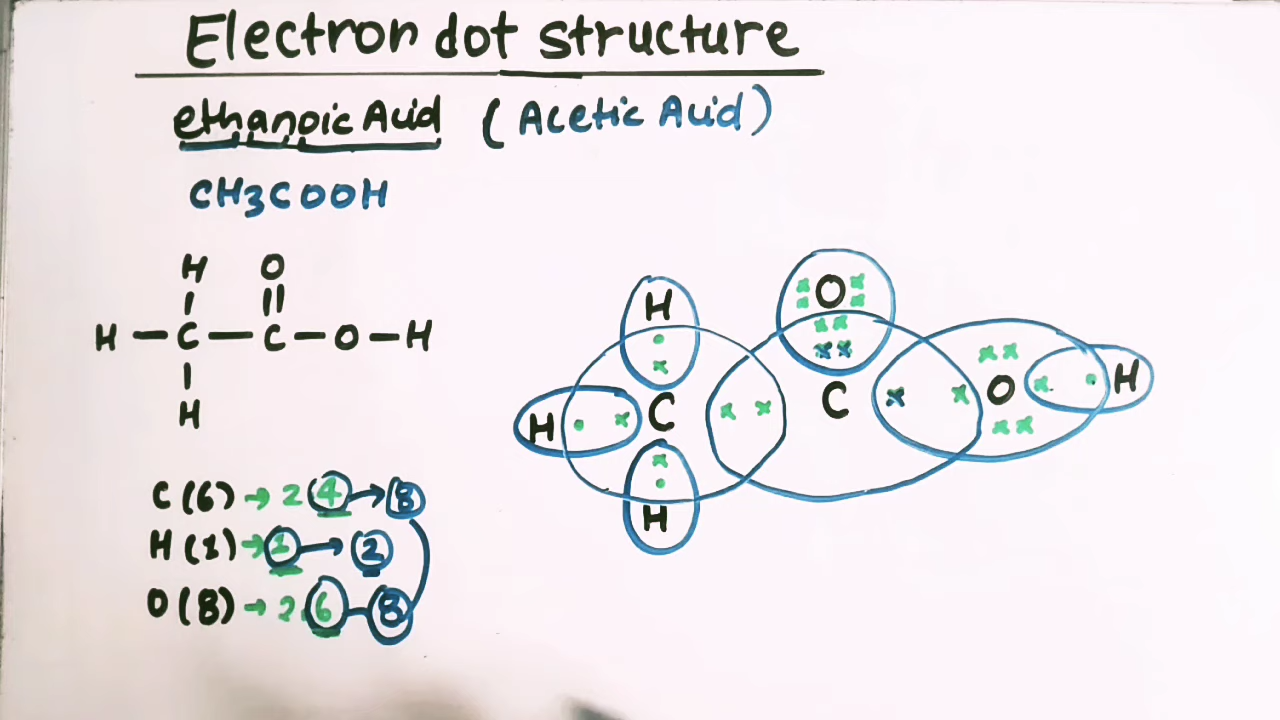 Electron dot structure
ethanoic Acid (Acetic Acid)
CH3COOH
H O
H — C — C — O — H
H
C (6) → 2 4 → 8
H (1) → 1 → 2
O (8) → 2, 6 — 8
H
O
H C C O H
H